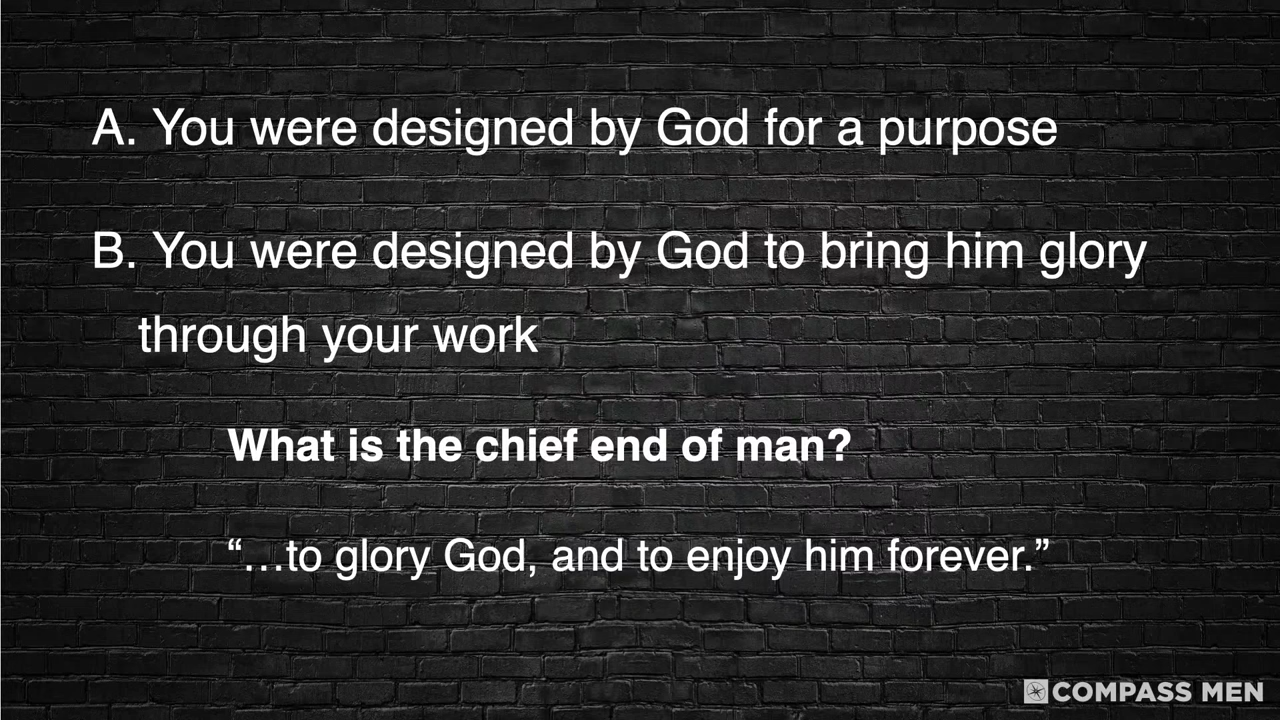 A. You were designed by God for a purpose
B. You were designed by God to bring him glory
through your work
What is the chief end of man?
“…to glory God, and to enjoy him forever.”
COMPASS MEN